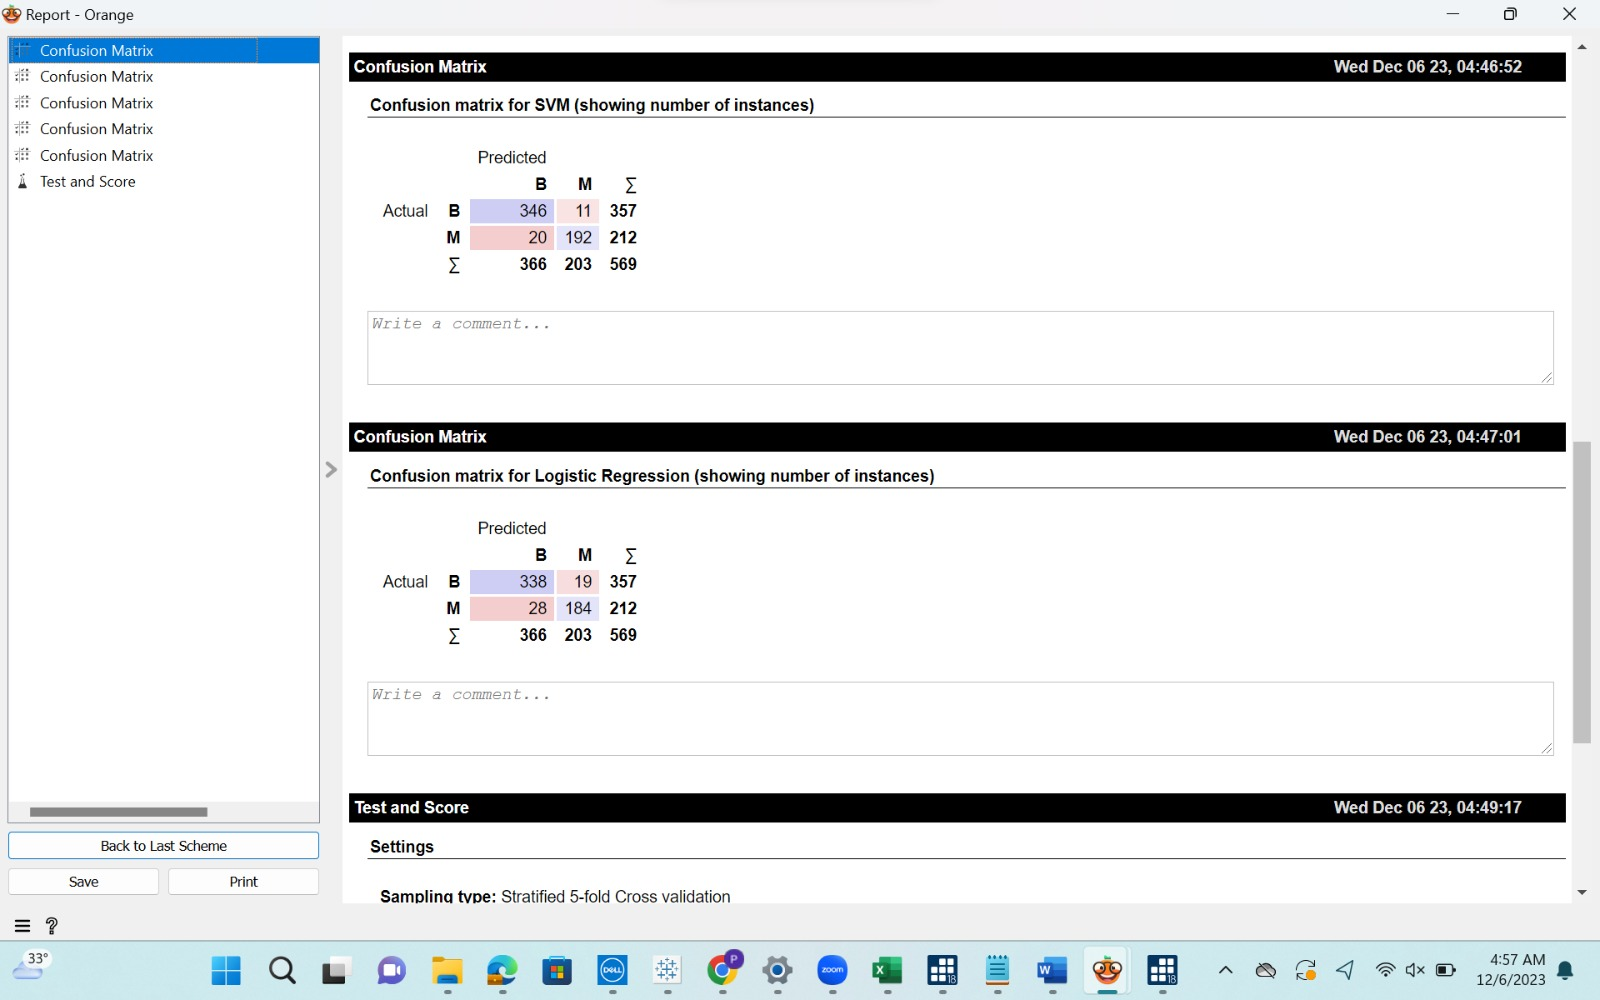 Report - Orange
Confusion Matrix
Confusion Matrix
Confusion Matrix
Confusion Matrix
Confusion Matrix
Test and Score
Back to Last Scheme
Save Print
Confusion Matrix Wed Dec 06 23, 04:46:52
Confusion matrix for SVM (showing number of instances)
Predicted
B M ∑
Actual B 346 11 357
M 20 192 212
∑ 366 203 569
Write a comment...
Confusion Matrix Wed Dec 06 23, 04:47:01
Confusion matrix for Logistic Regression (showing number of instances)
Predicted
B M ∑
Actual B 338 19 357
M 28 184 212
∑ 366 203 569
Write a comment...
Test and Score Wed Dec 06 23, 04:49:17
Settings
Sampling type: Stratified 5-fold Cross validation
33°
DELL
P
zoom
X
18
W
18
4:57 AM
12/6/2023